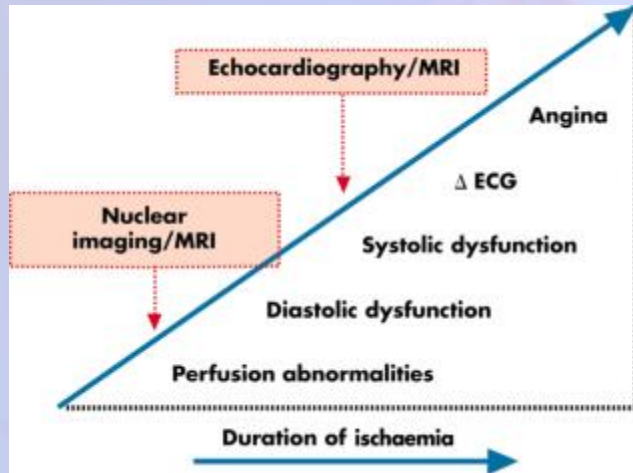 Echocardiography/MRI
Angina
Δ ECG
Nuclear
imaging/MRI
Systolic dysfunction
Diastolic dysfunction
Perfusion abnormalities
Duration of ischaemia